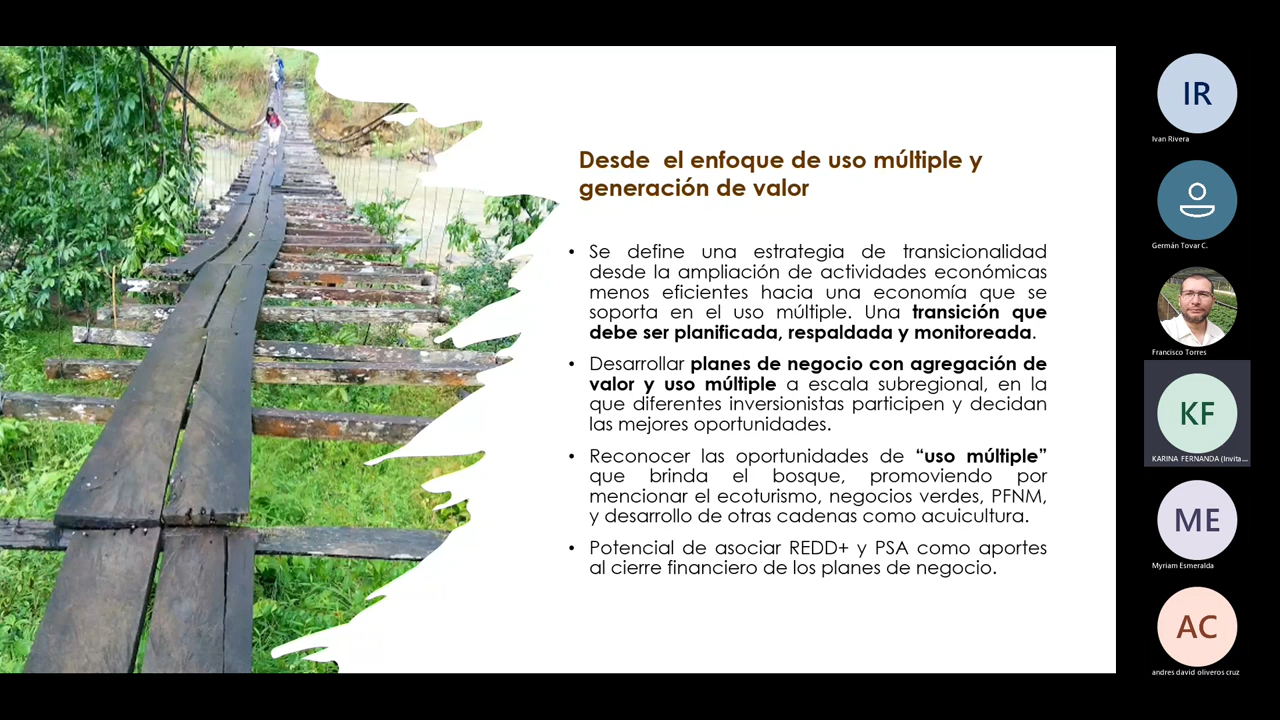 Desde el enfoque de uso múltiple y
generación de valor
• Se define una estrategia de transicionalidad
desde la ampliación de actividades económicas
menos eficientes hacia una economía que se
soporta en el uso múltiple. Una transición que
debe ser planificada, respaldada y monitoreada.
• Desarrollar planes de negocio con agregación de
valor y uso múltiple a escala subregional, en la
que diferentes inversionistas participen y decidan
las mejores oportunidades.
• Reconocer las oportunidades de “uso múltiple”
que brinda el bosque, promoviendo por
mencionar el ecoturismo, negocios verdes, PFNM,
y desarrollo de otras cadenas como acuicultura.
• Potencial de asociar REDD+ y PSA como aportes
al cierre financiero de los planes de negocio.
IR
Ivan Rivera
Germán Tovar C.
Francisco Torres
KF
KARINA FERNANDA (Invita...
ME
Myriam Esmeralda
AC
andres david oliveros cruz